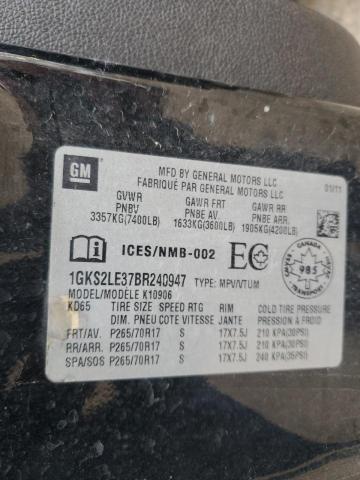 GM
MFD BY GENERAL MOTORS LLC
FABRIQUÉ PAR GENERAL MOTORS LLC
01/11
GVWR GAWR FRT GAWR RR
PNBV PNBE AV. PNBE ARR.
3357KG(7400LB) 1633KG(3600LB) 1905KG(4200LB)
ICES/NMB-002 EC
CANADA
985
1GKS2LE37BR240947 TYPE: MPV/VTUM
MODEL/MODELE K10906
KD65 TIRE SIZE SPEED RTG RIM COLD TIRE PRESSURE
DIM. PNEU COTE VITESSE JANTE PRESSION A FROID
FRT/AV. P265/70R17 S 17X7.5J 210 KPA(30PSI)
RR/ARR. P265/70R17 S 17X7.5J 210 KPA(30PSI)
SPA/SOS P265/70R17 S 17X7.5J 240 KPA(35PSI)